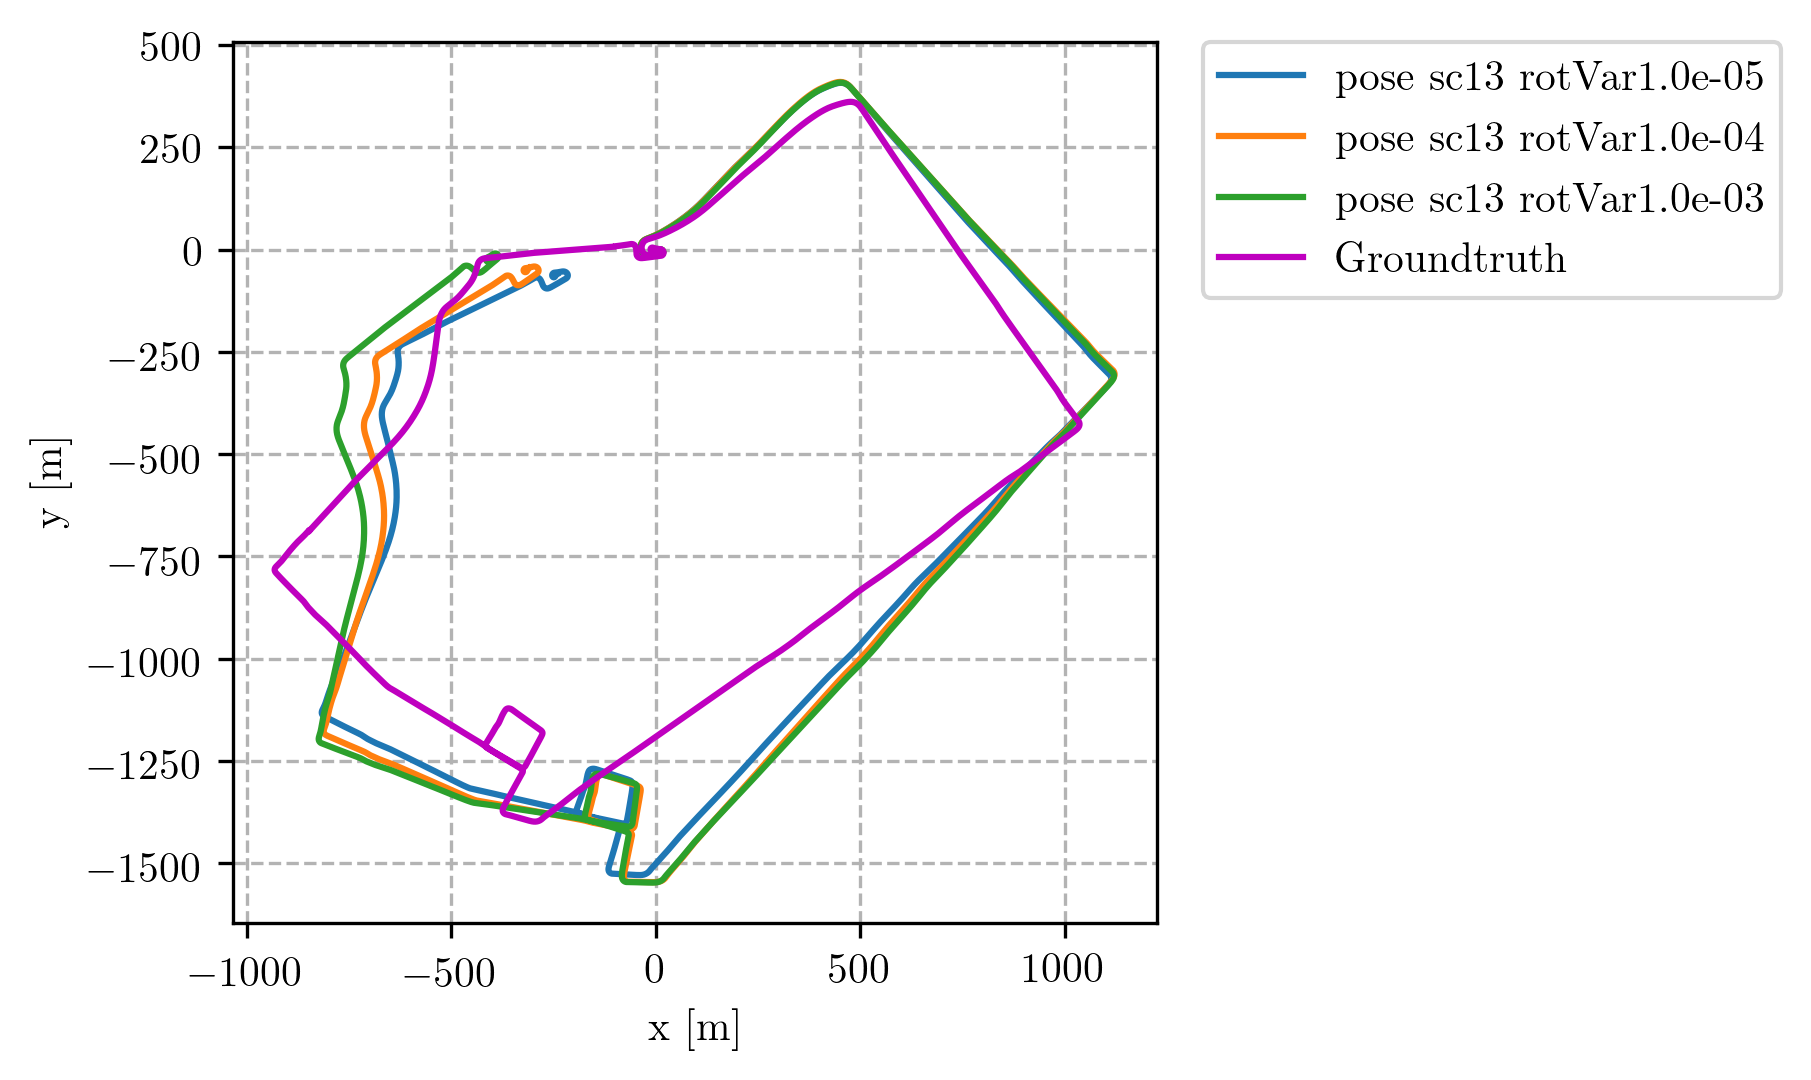 500
250
0
−250
−500
−750
−1000
−1250
−1500
y [m]
−1000
−500
0
500
1000
x [m]
pose sc13 rotVar1.0e-05
pose sc13 rotVar1.0e-04
pose sc13 rotVar1.0e-03
Groundtruth